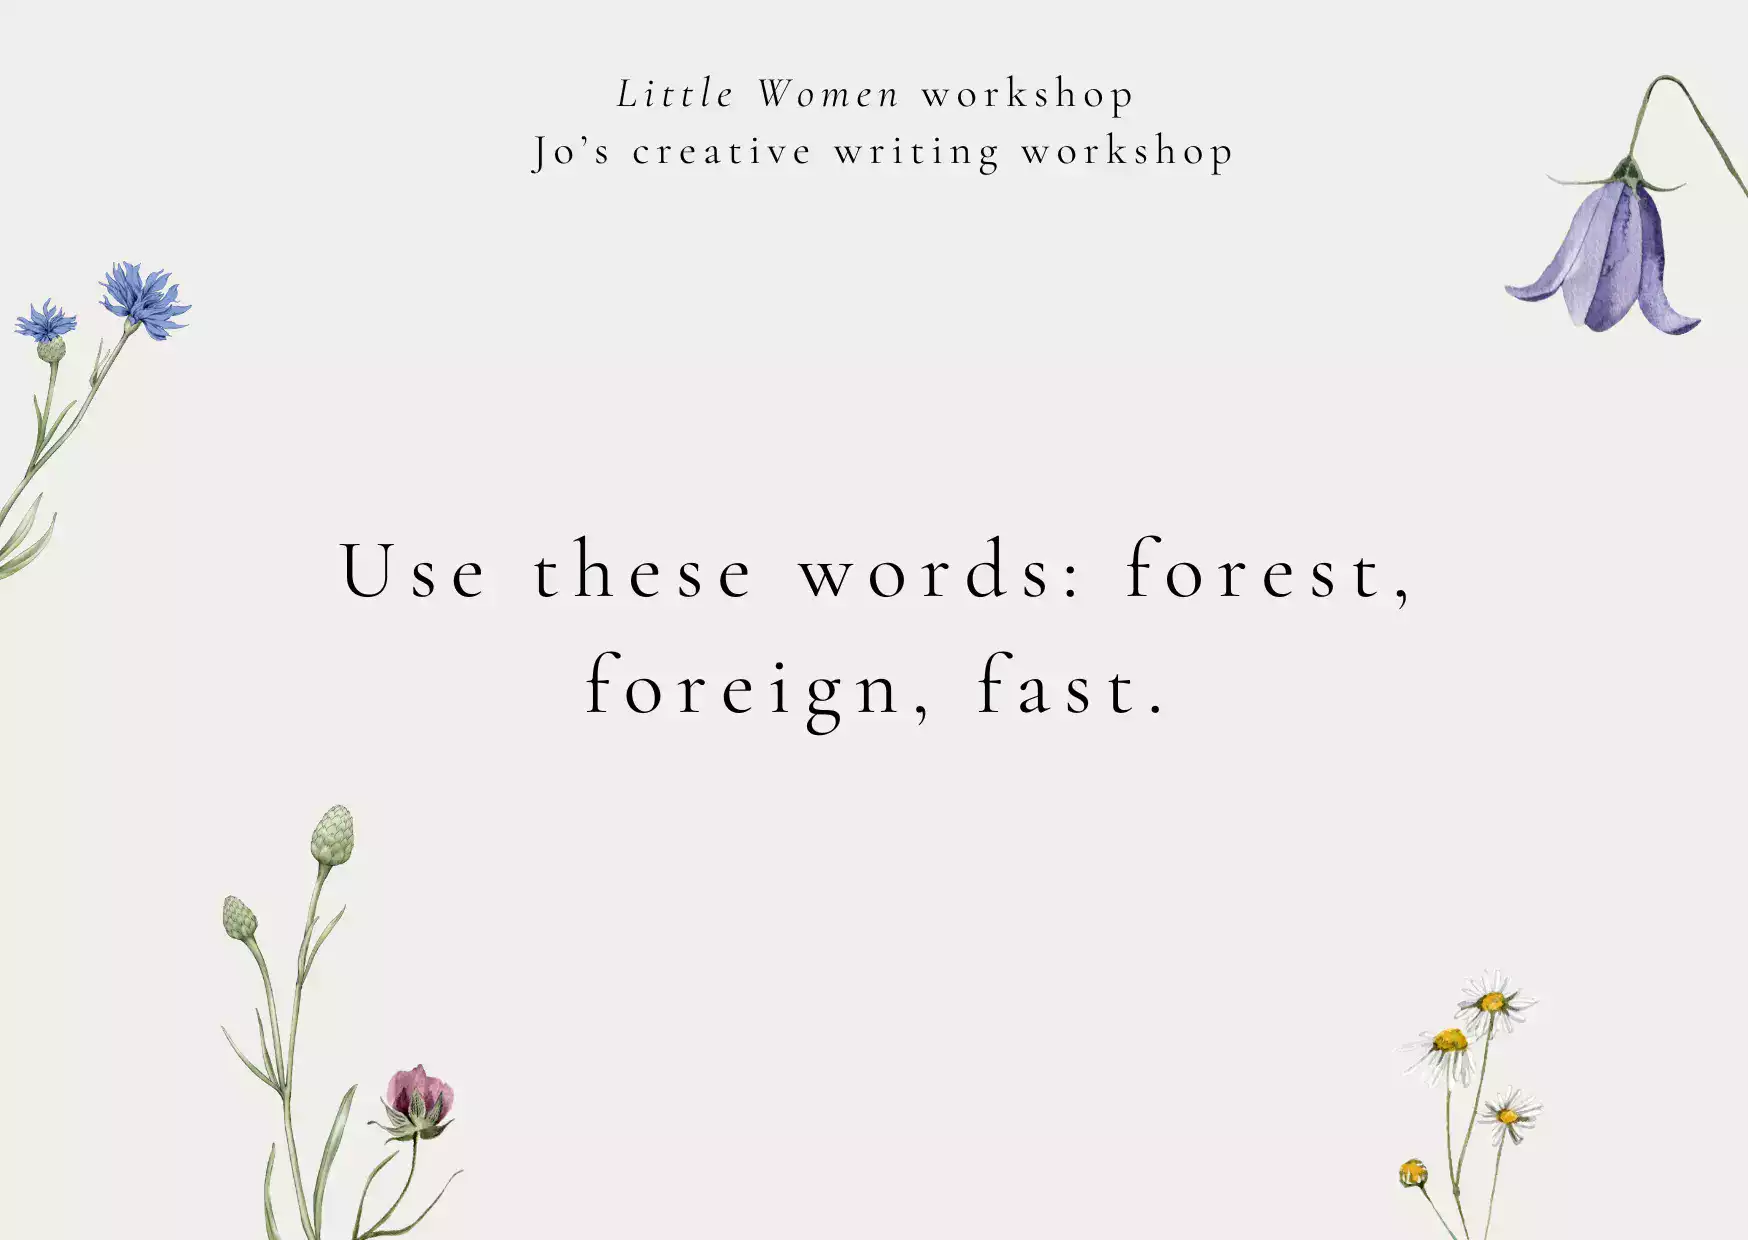 Little Women workshop
Jo’s creative writing workshop
Use these words: forest,
foreign, fast.